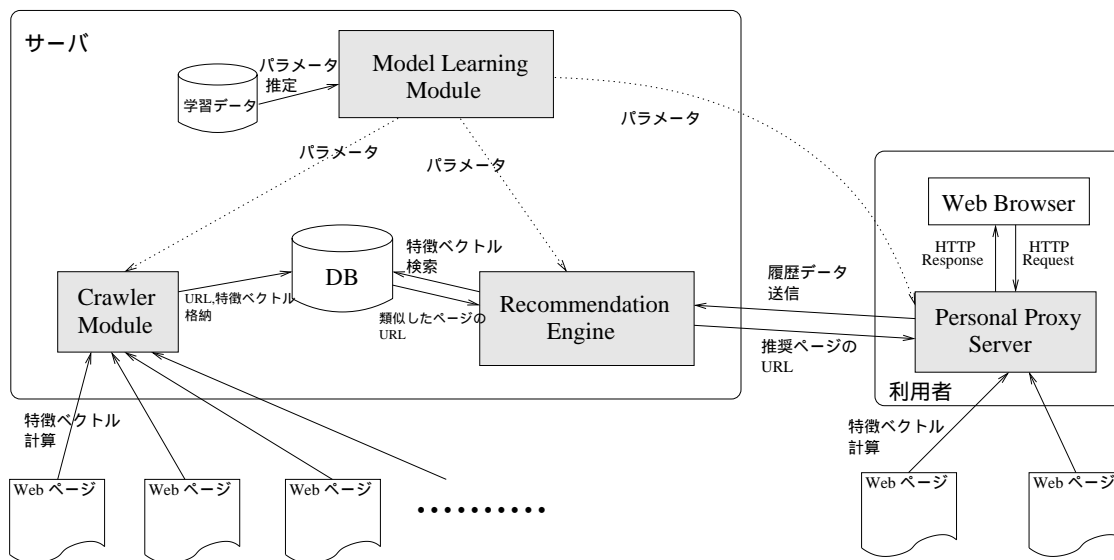 サーバ
Model Learning
Module
パラメータ
推定
学習データ
パラメータ
パラメータ
パラメータ
Web Browser
HTTP
Response
HTTP
Request
DB
特徴ベクトル
検索
Crawler
Module
URL,特徴ベクトル
格納
類似したページの
URL
Recommendation
Engine
履歴データ
送信
推奨ページの
URL
Personal Proxy
Server
利用者
特徴ベクトル
計算
特徴ベクトル
計算
Web ページ
Web ページ
Web ページ
Web ページ
Web ページ